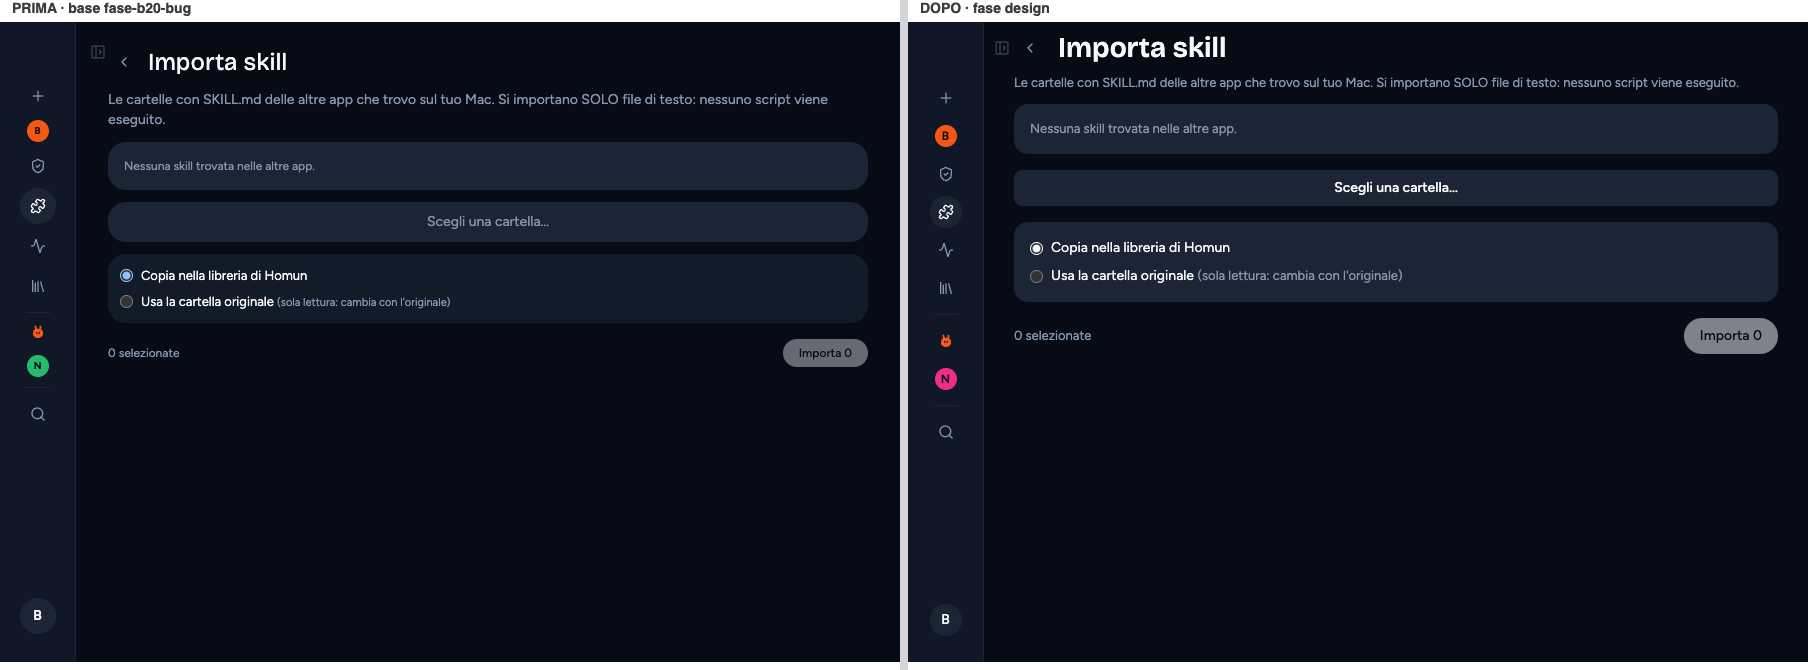 PRIMA · base fase-b20-bug
Importa skill
Le cartelle con SKILL.md delle altre app che trovo sul tuo Mac. Si importano SOLO file di testo: nessuno script viene
eseguito.
B
Nessuna skill trovata nelle altre app.
Scegli una cartella...
Copia nella libreria di Homun
Usa la cartella originale (sola lettura: cambia con l'originale)
0 selezionate
Importa 0
N
B
DOPO · fase design
Importa skill
Le cartelle con SKILL.md delle altre app che trovo sul tuo Mac. Si importano SOLO file di testo: nessuno script viene eseguito.
B
Nessuna skill trovata nelle altre app.
Scegli una cartella...
Copia nella libreria di Homun
Usa la cartella originale (sola lettura: cambia con l'originale)
0 selezionate
Importa 0
N
B